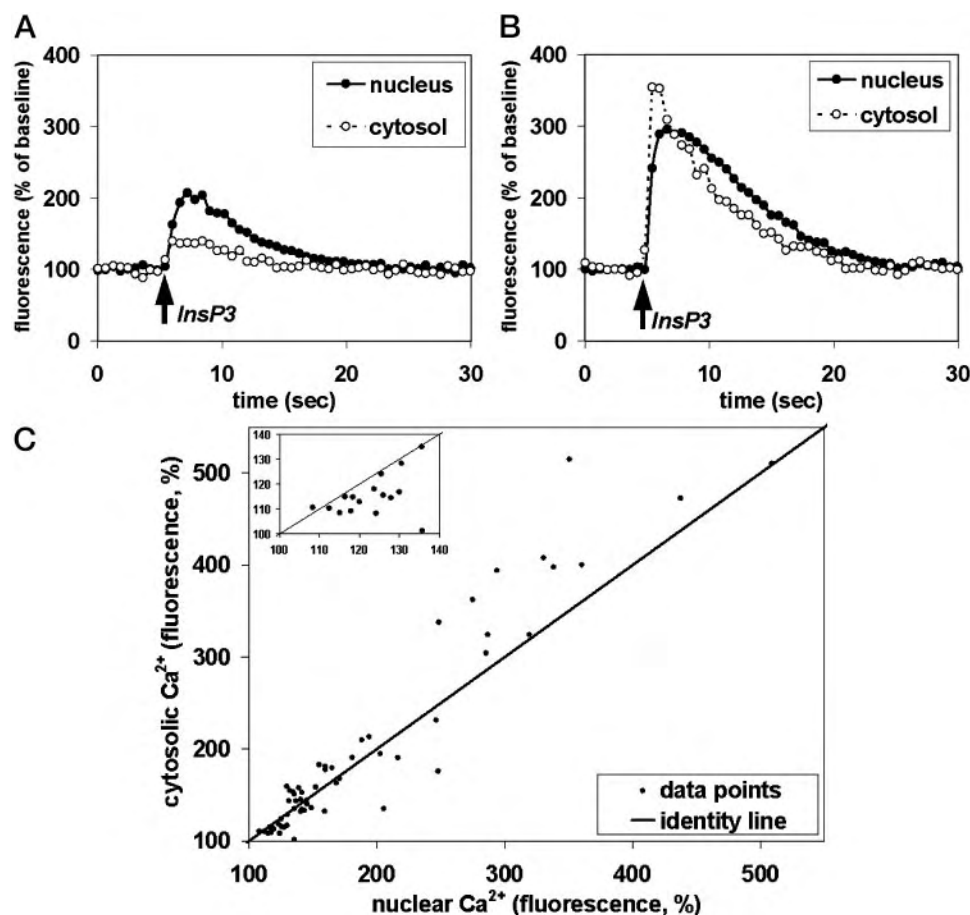 A
fluorescence (% of baseline)
400
300
200
100
0
nucleus
cytosol
InsP3
0 10 20 30
time (sec)
B
fluorescence (% of baseline)
400
300
200
100
0
nucleus
cytosol
InsP3
0 10 20 30
time (sec)
C
cytosolic Ca²⁺ (fluorescence, %)
500
400
300
200
100
140
130
120
110
100
100 110 120 130 140
data points
identity line
100 200 300 400 500
nuclear Ca²⁺ (fluorescence, %)